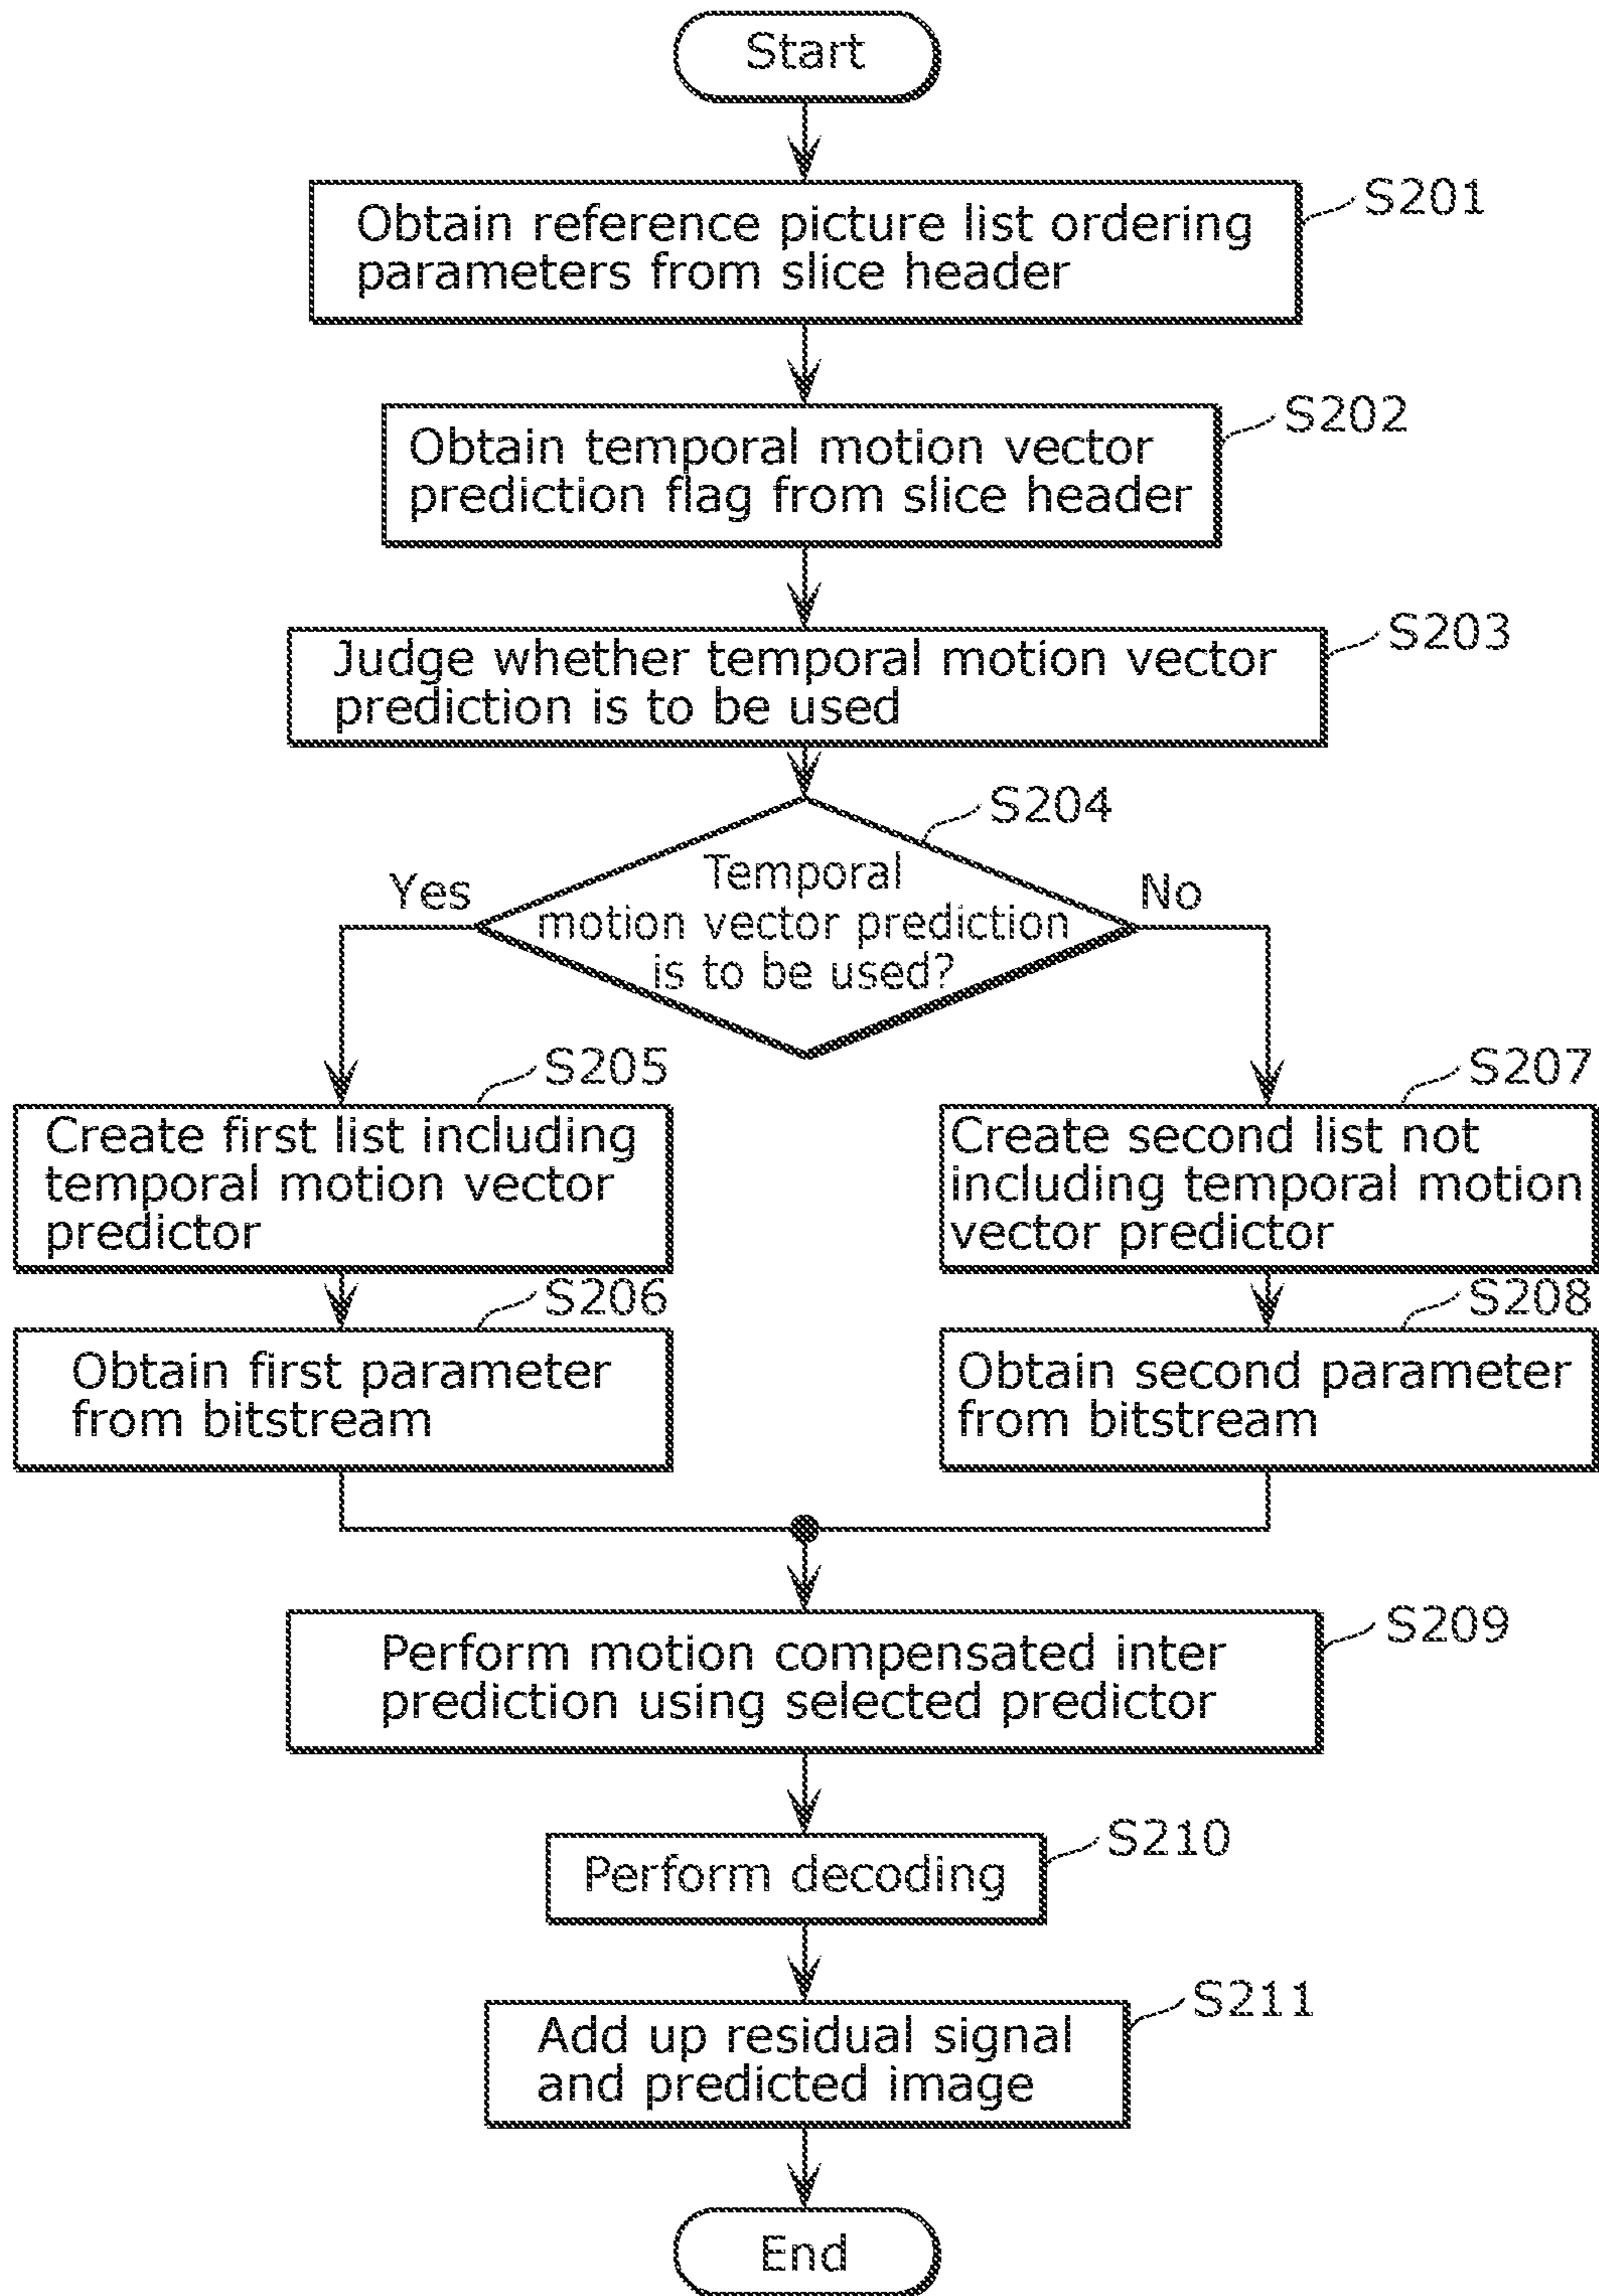 Start
S201
Obtain reference picture list ordering
parameters from slice header
S202
Obtain temporal motion vector
prediction flag from slice header
S203
Judge whether temporal motion vector
prediction is to be used
S204
Temporal
motion vector prediction
is to be used?
Yes
No
S205
Create first list including
temporal motion vector
predictor
S207
Create second list not
including temporal motion
vector predictor
S206
Obtain first parameter
from bitstream
S208
Obtain second parameter
from bitstream
S209
Perform motion compensated inter
prediction using selected predictor
S210
Perform decoding
S211
Add up residual signal
and predicted image
End